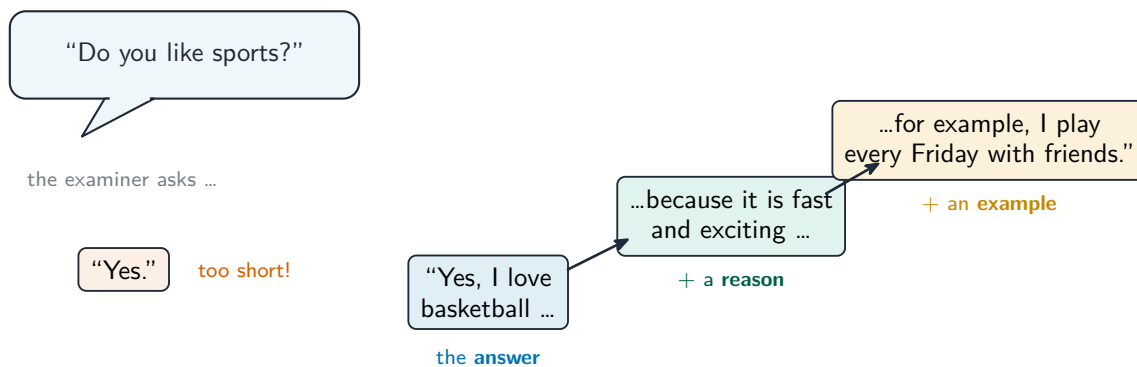 “Do you like sports?”
the examiner asks ...
“Yes.”
too short!
“Yes, I love
basketball ...
the answer
...because it is fast
and exciting ...
+ a reason
...for example, I play
every Friday with friends.”
+ an example